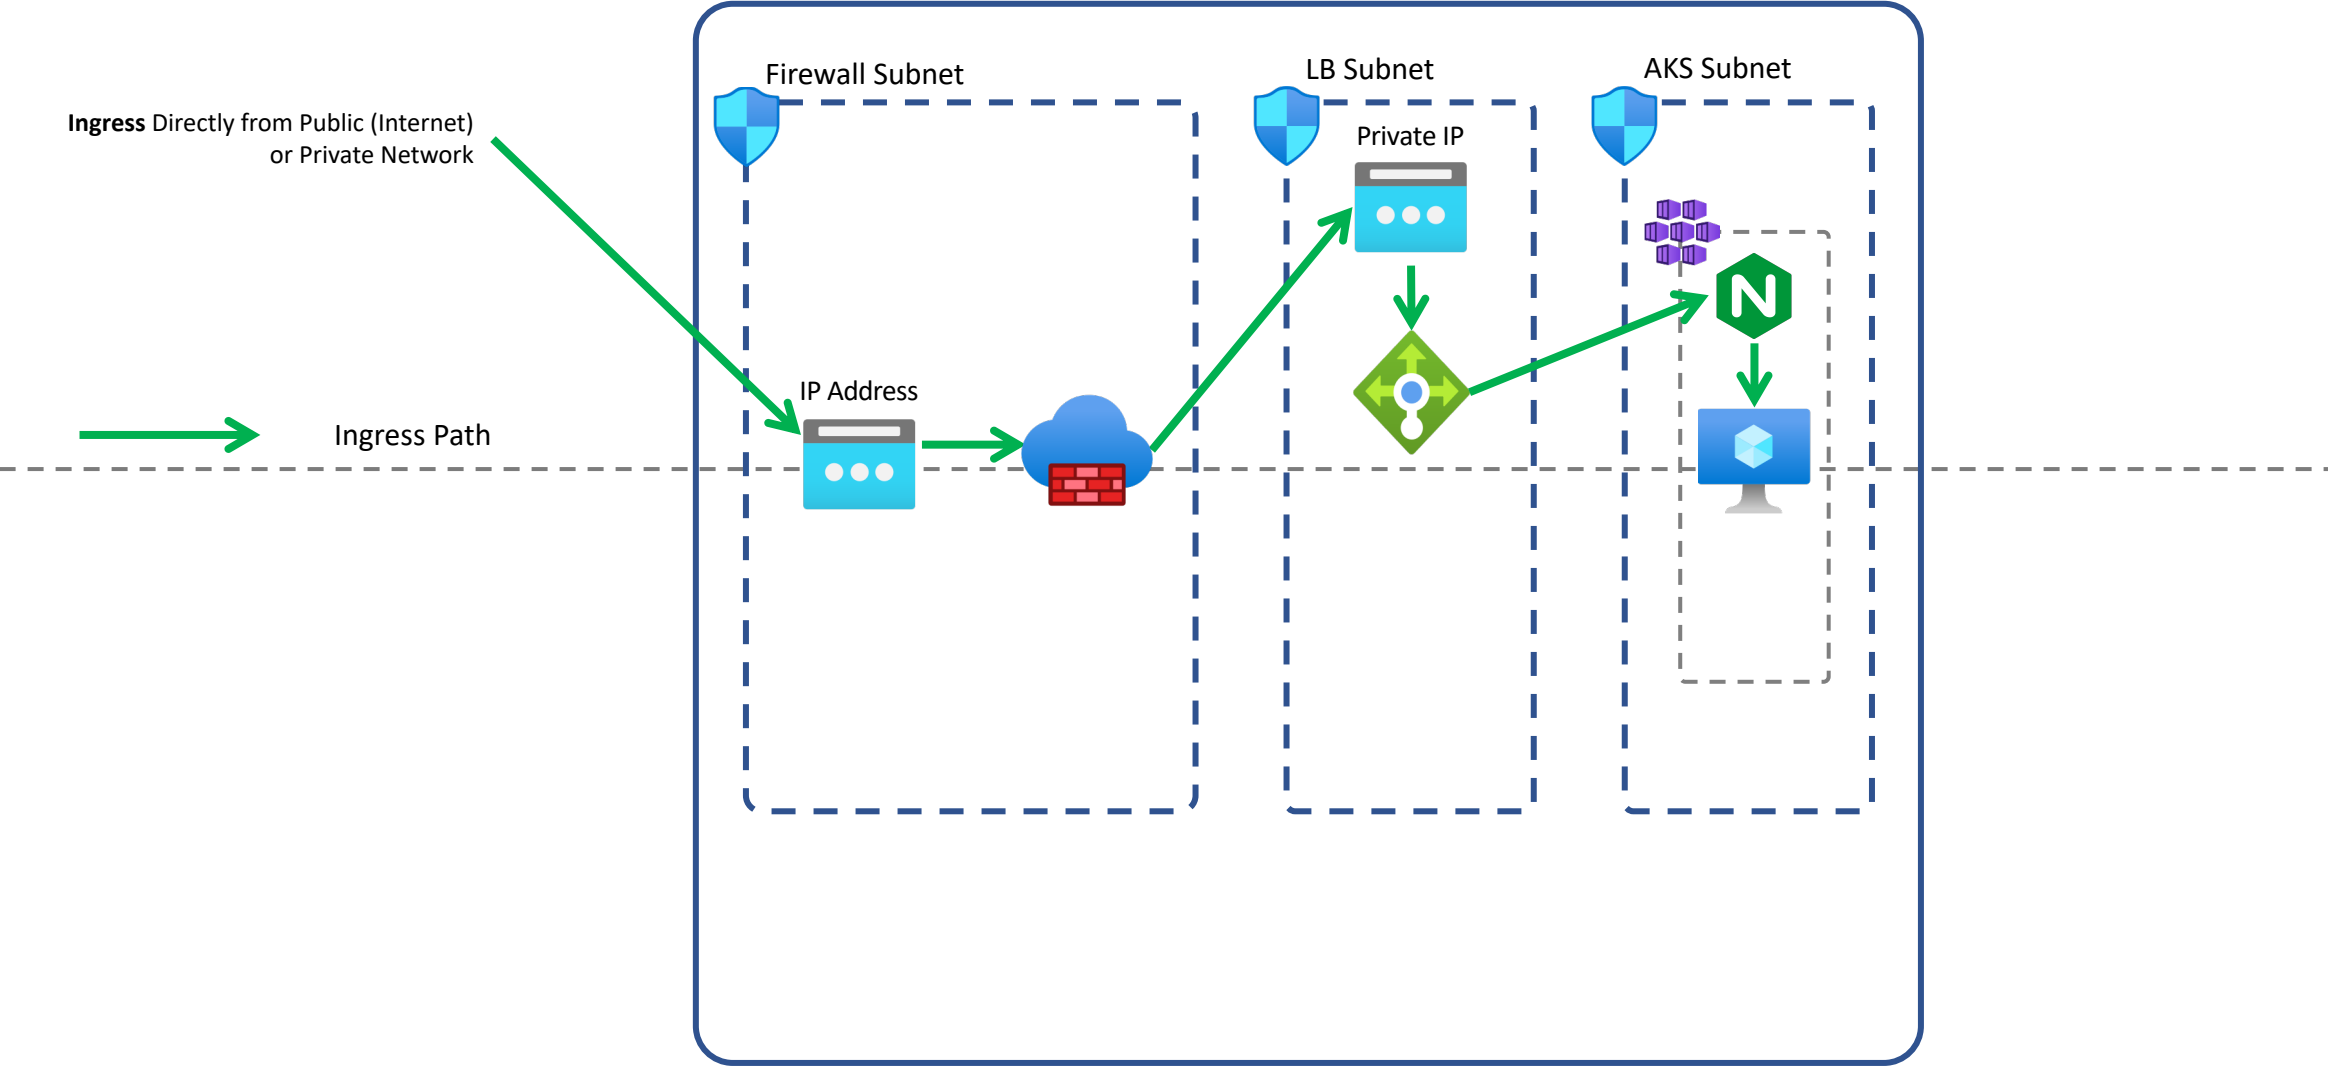 Firewall Subnet
LB Subnet
AKS Subnet
Ingress Directly from Public (Internet)
or Private Network
Private IP
IP Address
Ingress Path
N